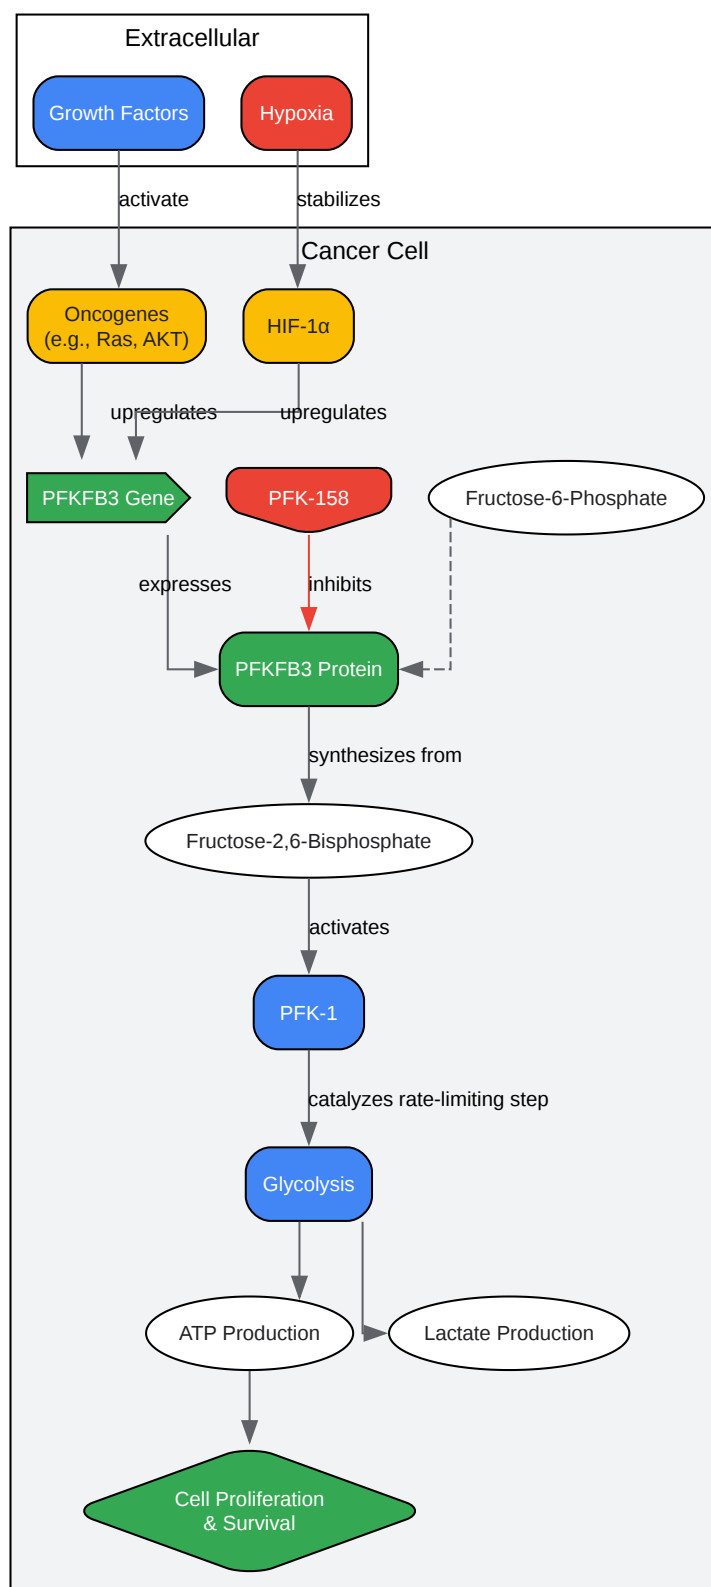 Extracellular
Growth Factors
Hypoxia
activate
stabilizes
Cancer Cell
Oncogenes
(e.g., Ras, AKT)
HIF-1α
upregulates
upregulates
PFKFB3 Gene
PFK-158
Fructose-6-Phosphate
expresses
inhibits
PFKFB3 Protein
synthesizes from
Fructose-2,6-Bisphosphate
activates
PFK-1
catalyzes rate-limiting step
Glycolysis
ATP Production
Lactate Production
Cell Proliferation
& Survival